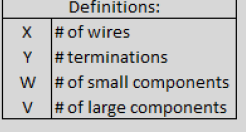 Definitions:
X # of wires
Y # terminations
W # of small components
V # of large components